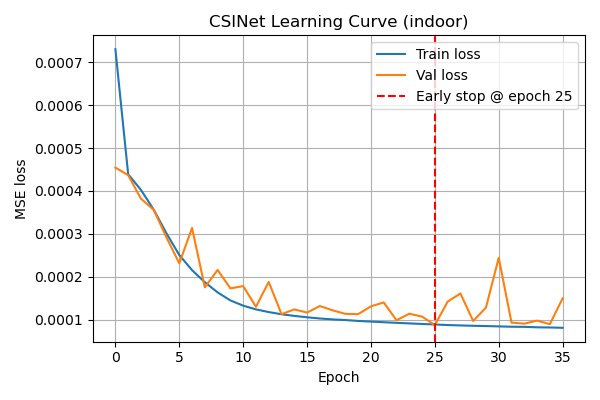 CSINet Learning Curve (indoor)
Train loss
Val loss
Early stop @ epoch 25
0.0007
0.0006
0.0005
0.0004
0.0003
0.0002
0.0001
MSE loss
0 5 10 15 20 25 30 35
Epoch